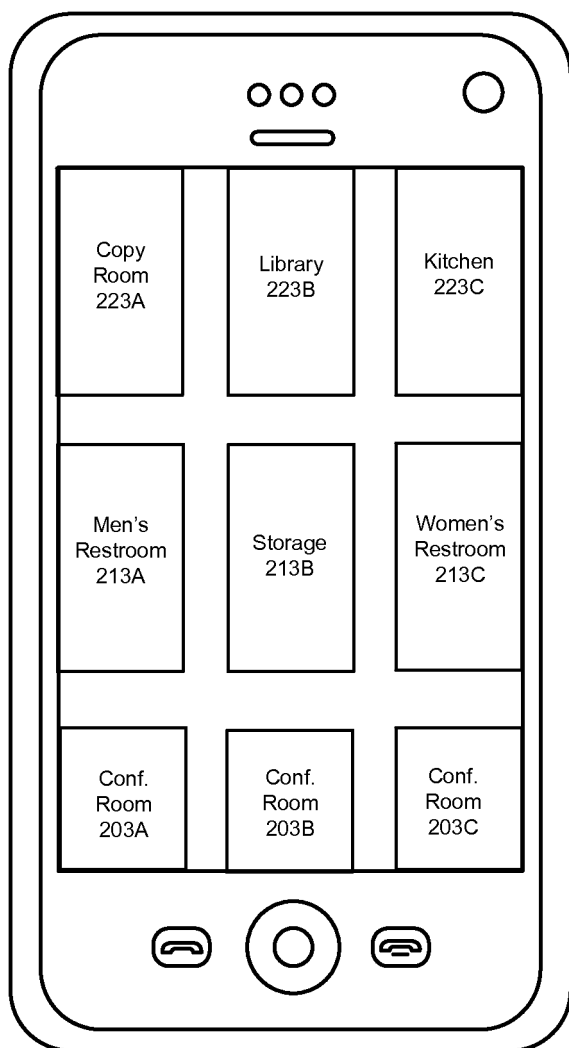 Copy
Room
223A
Library
223B
Kitchen
223C
Men’s
Restroom
213A
Storage
213B
Women’s
Restroom
213C
Conf.
Room
203A
Conf.
Room
203B
Conf.
Room
203C